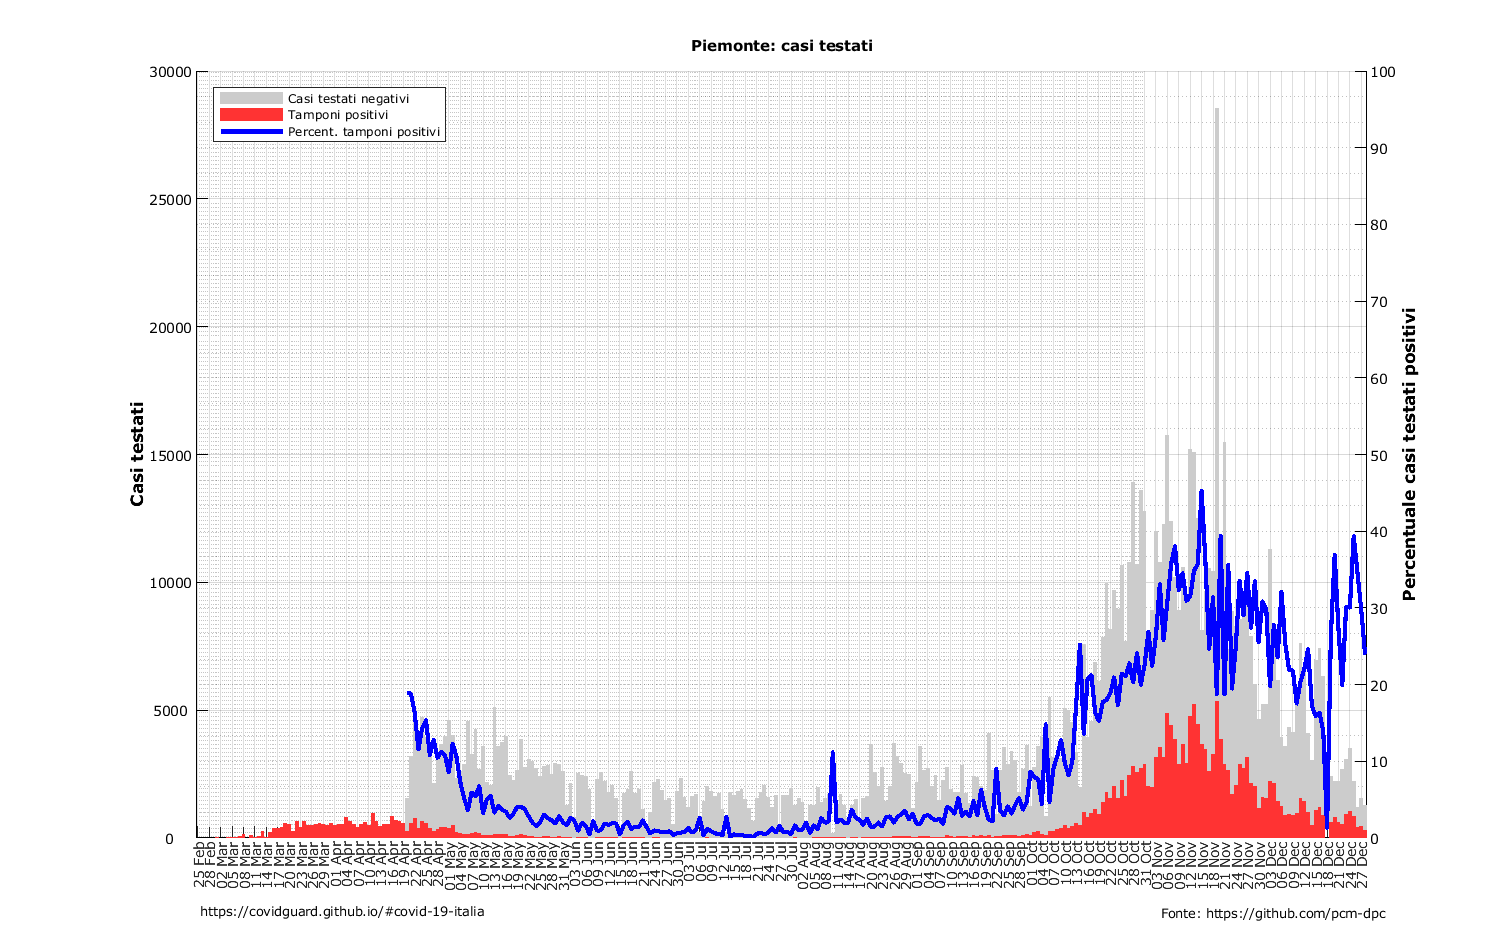 Piemonte: casi testati
30000
25000
20000
15000
10000
5000
0
Casi testati
Casi testati negativi
Tamponi positivi
Percent. tamponi positivi
100
90
80
70
60
50
40
30
20
10
0
Percentuale casi testati positivi
25 Feb
28 Feb
02 Mar
05 Mar
08 Mar
11 Mar
14 Mar
17 Mar
20 Mar
23 Mar
26 Mar
29 Mar
01 Apr
04 Apr
07 Apr
10 Apr
13 Apr
16 Apr
19 Apr
22 Apr
25 Apr
28 Apr
01 May
04 May
07 May
10 May
13 May
16 May
19 May
22 May
25 May
28 May
31 May
03 Jun
06 Jun
09 Jun
12 Jun
15 Jun
18 Jun
21 Jun
24 Jun
27 Jun
30 Jun
03 Jul
06 Jul
09 Jul
12 Jul
15 Jul
18 Jul
21 Jul
24 Jul
27 Jul
30 Jul
02 Aug
05 Aug
08 Aug
11 Aug
14 Aug
17 Aug
20 Aug
23 Aug
26 Aug
29 Aug
01 Sep
04 Sep
07 Sep
10 Sep
13 Sep
16 Sep
19 Sep
22 Sep
25 Sep
28 Sep
01 Oct
04 Oct
07 Oct
10 Oct
13 Oct
16 Oct
19 Oct
22 Oct
25 Oct
28 Oct
31 Oct
03 Nov
06 Nov
09 Nov
12 Nov
15 Nov
18 Nov
21 Nov
24 Nov
27 Nov
30 Nov
03 Dec
06 Dec
09 Dec
12 Dec
15 Dec
18 Dec
21 Dec
24 Dec
27 Dec
https://covidguard.github.io/#covid-19-italia
Fonte: https://github.com/pcm-dpc